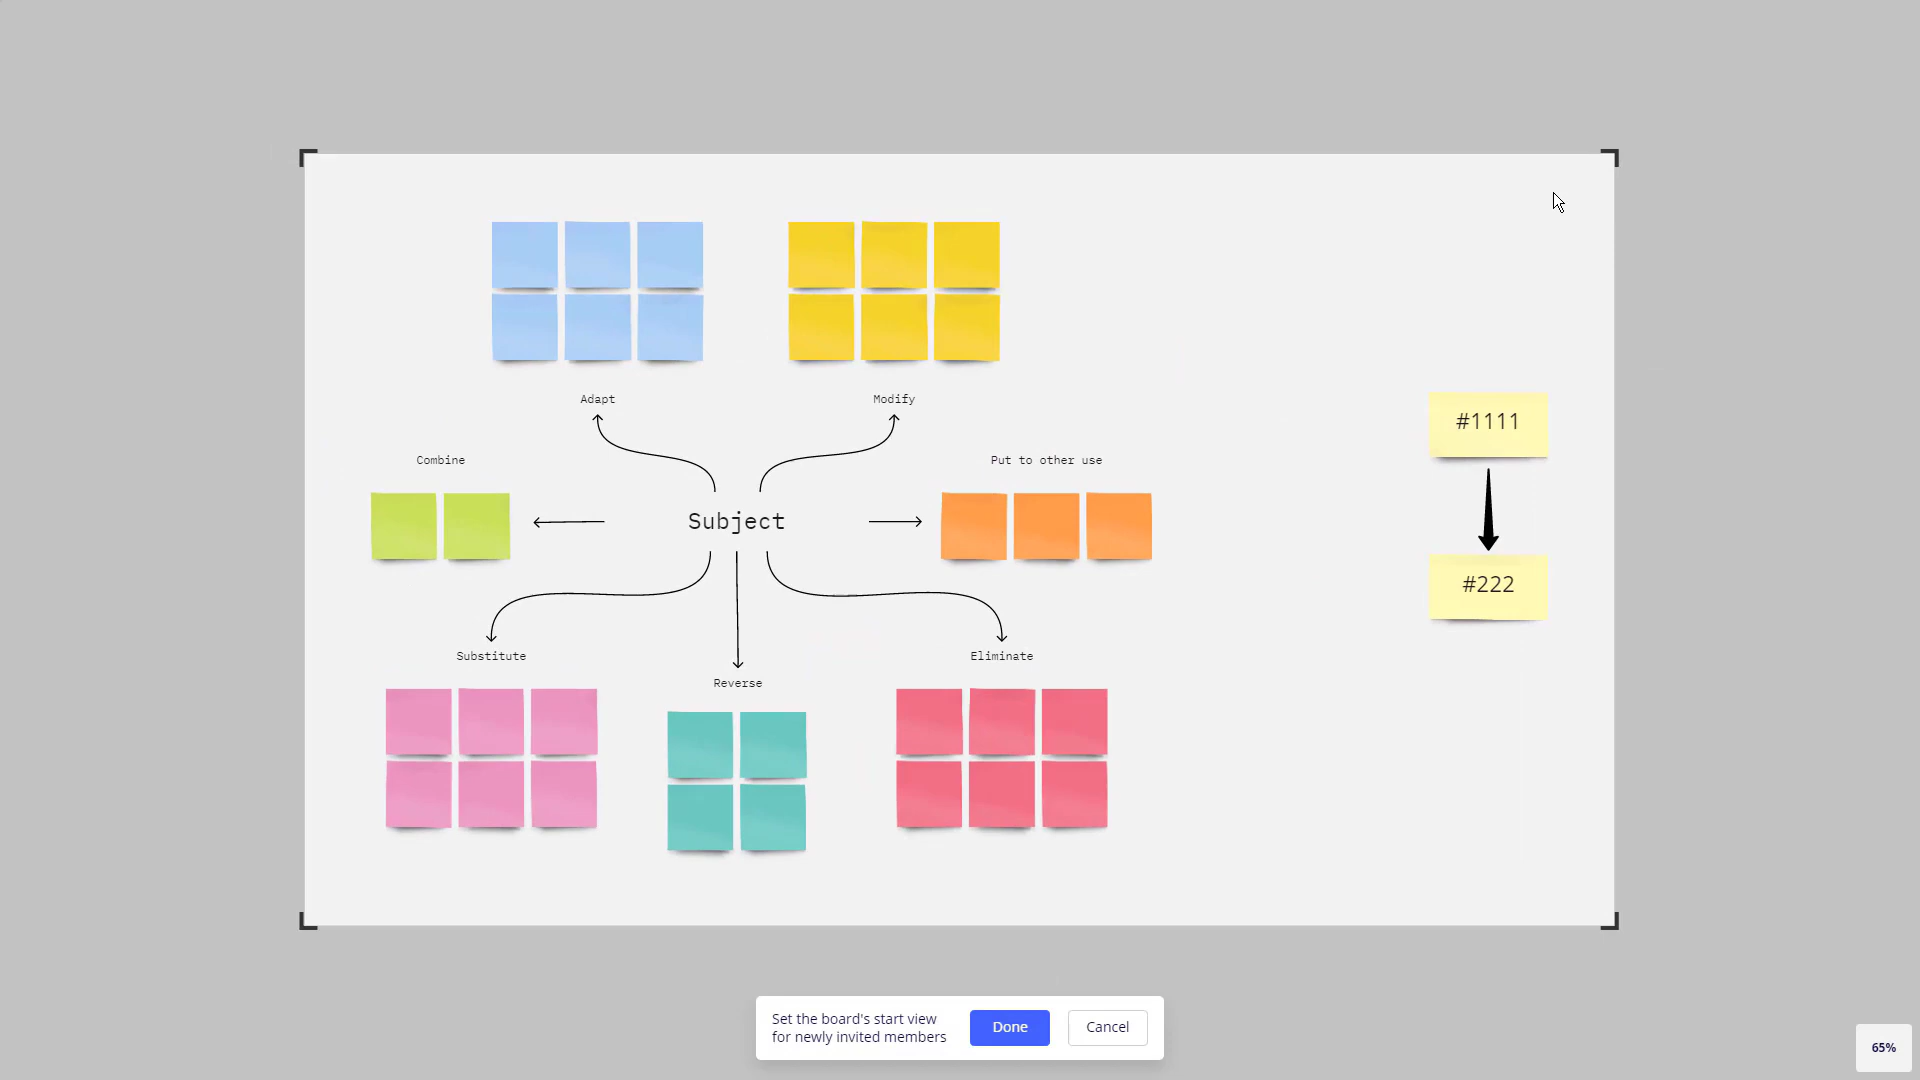 Adapt
Modify
Combine
Put to other use
#1111
Subject
#222
Substitute
Eliminate
Reverse
Set the board's start view
for newly invited members
Done
Cancel
65%